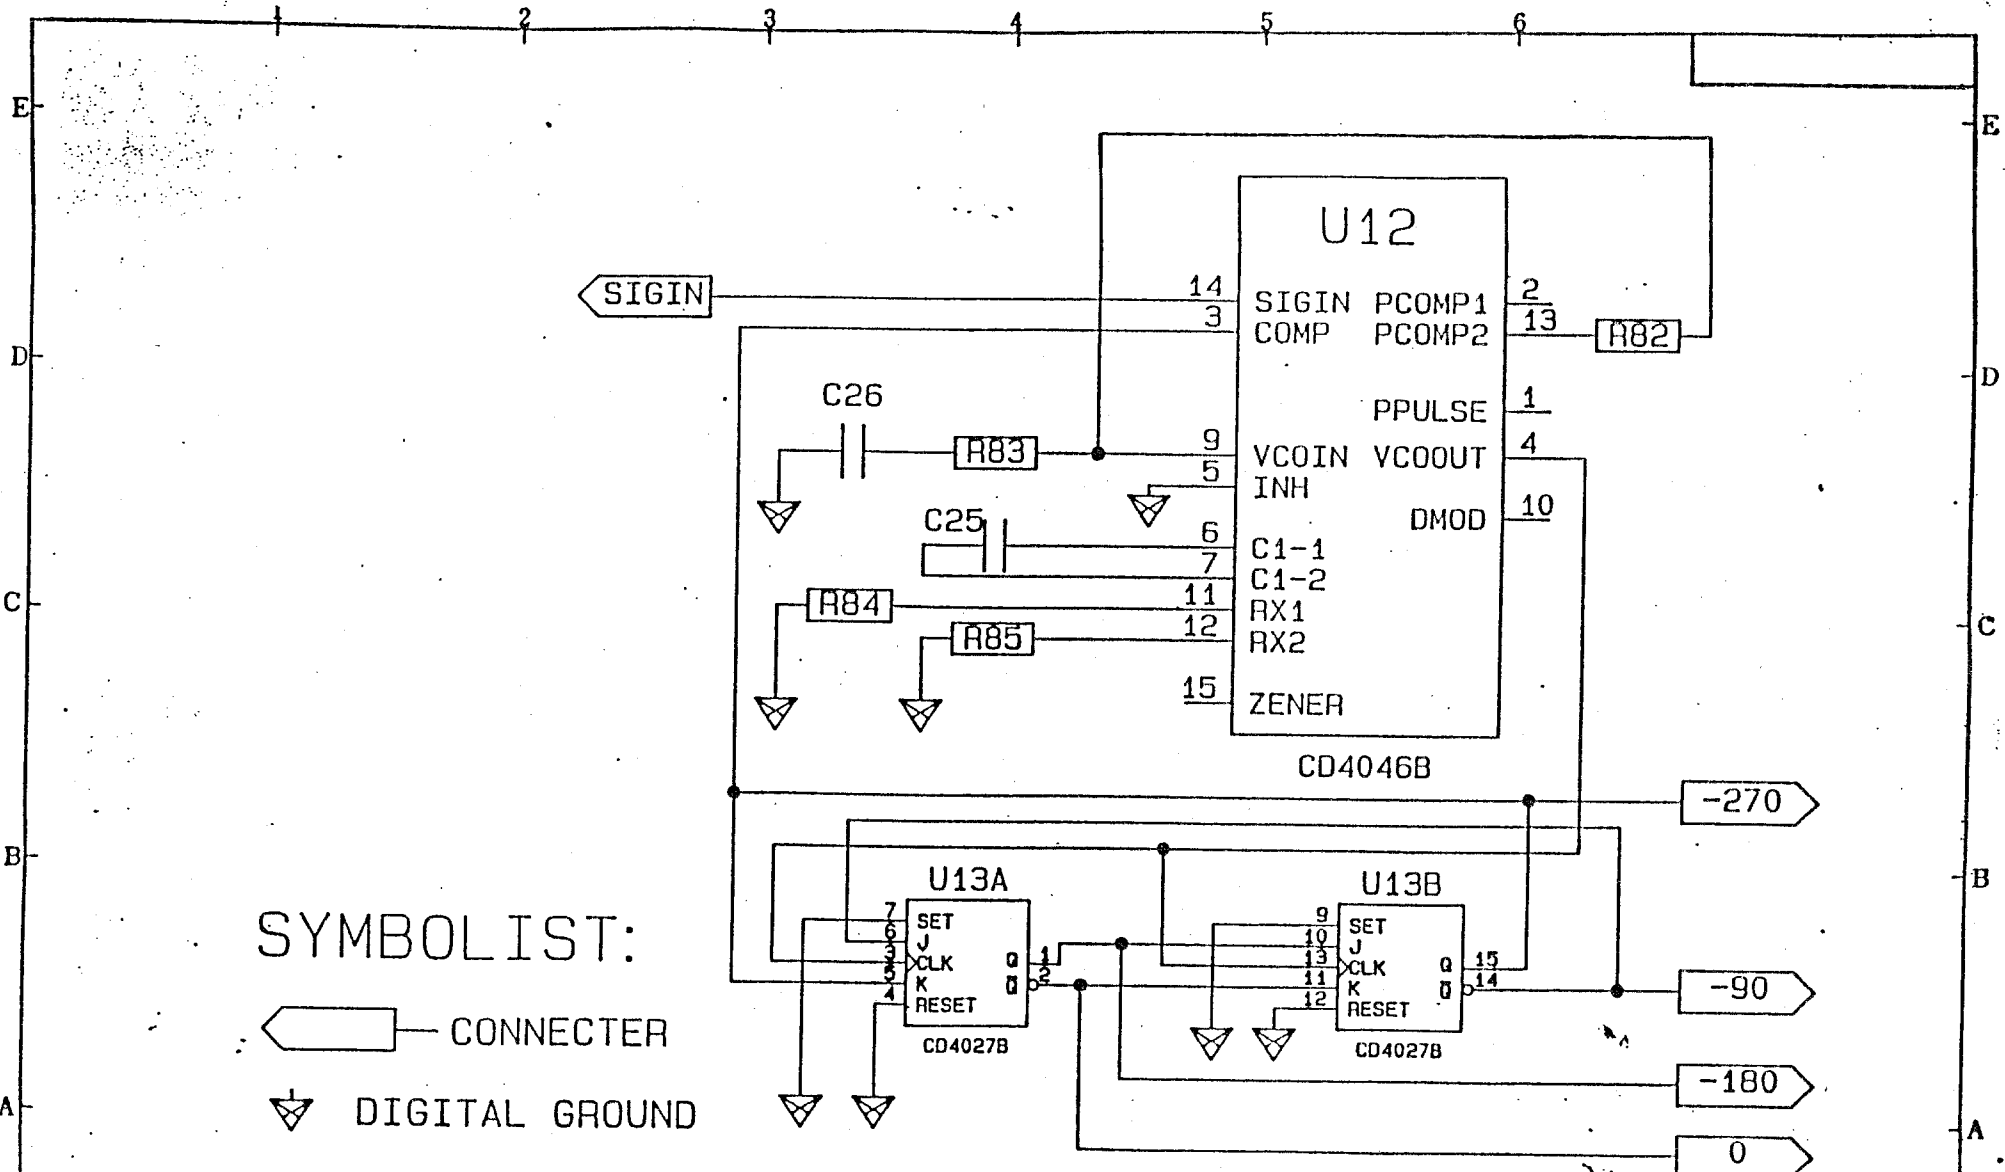 1 2 3 4 5 6
E E
U12
SIGIN 14 SIGIN PCOMP1 2
3 COMP PCOMP2 13 R82
D D
C26
PPULSE 1
R83 9 VCOIN VCOOUT 4
5 INH
C25 DMOD 10
6 C1-1
7 C1-2
C R84 11 RX1 C
R85 12 RX2
15 ZENER
CD4046B
-270
B B
U13A U13B
7 SET 9 SET
6 J 10 J
3 CLK Q 1 13 CLK Q 15
5 K Q 2 11 K Q 14 -90
4 RESET 12 RESET
CD4027B CD4027B
SYMBOLIST:
CONNECTER
-180
DIGITAL GROUND
A A
0